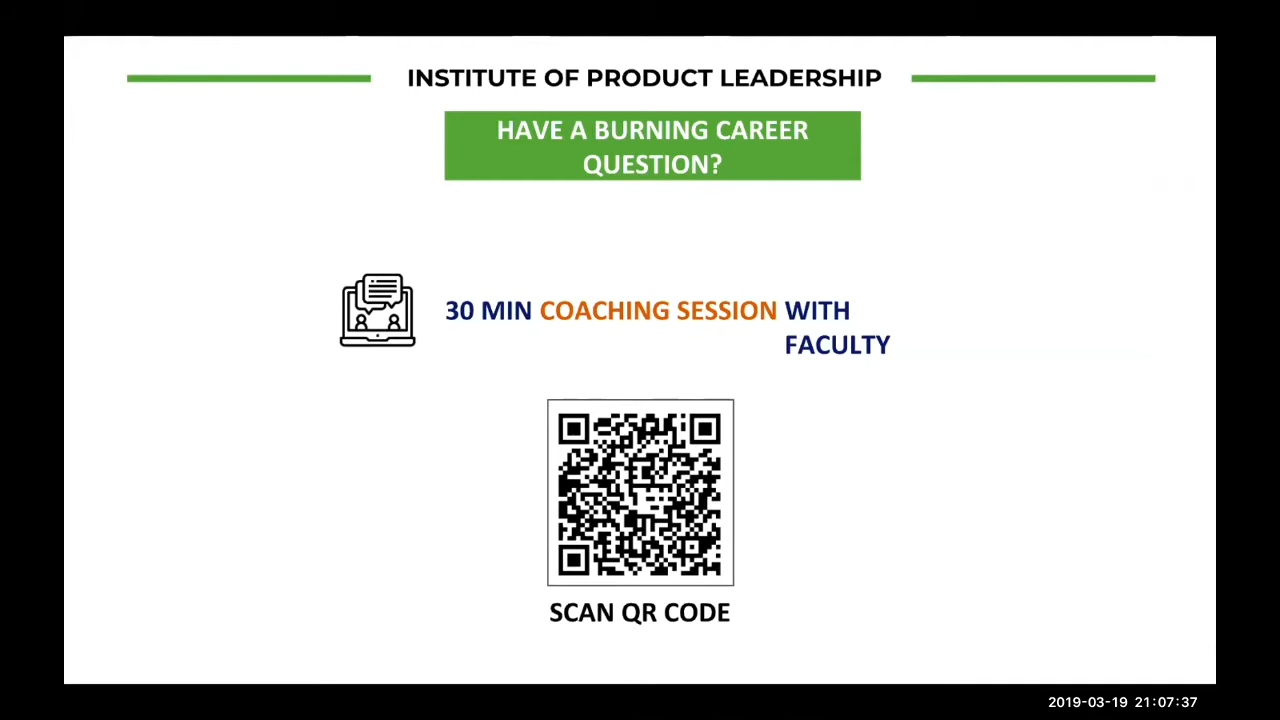 INSTITUTE OF PRODUCT LEADERSHIP
HAVE A BURNING CAREER
QUESTION?
30 MIN COACHING SESSION WITH
FACULTY
SCAN QR CODE
2019-03-19 21:07:37